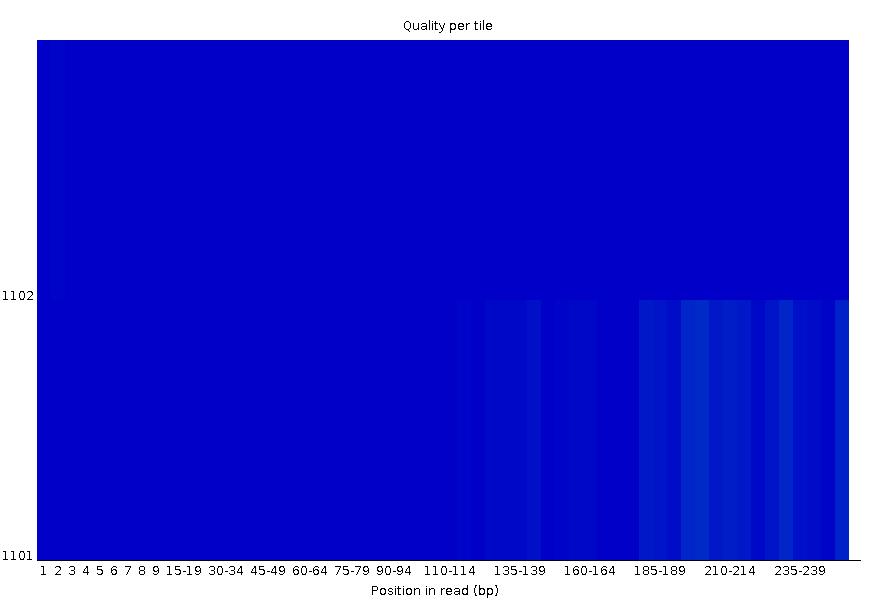 Quality per tile
1102
1101
1 2 3 4 5 6 7 8 9 15-19 30-34 45-49 60-64 75-79 90-94 110-114 135-139 160-164 185-189 210-214 235-239
Position in read (bp)